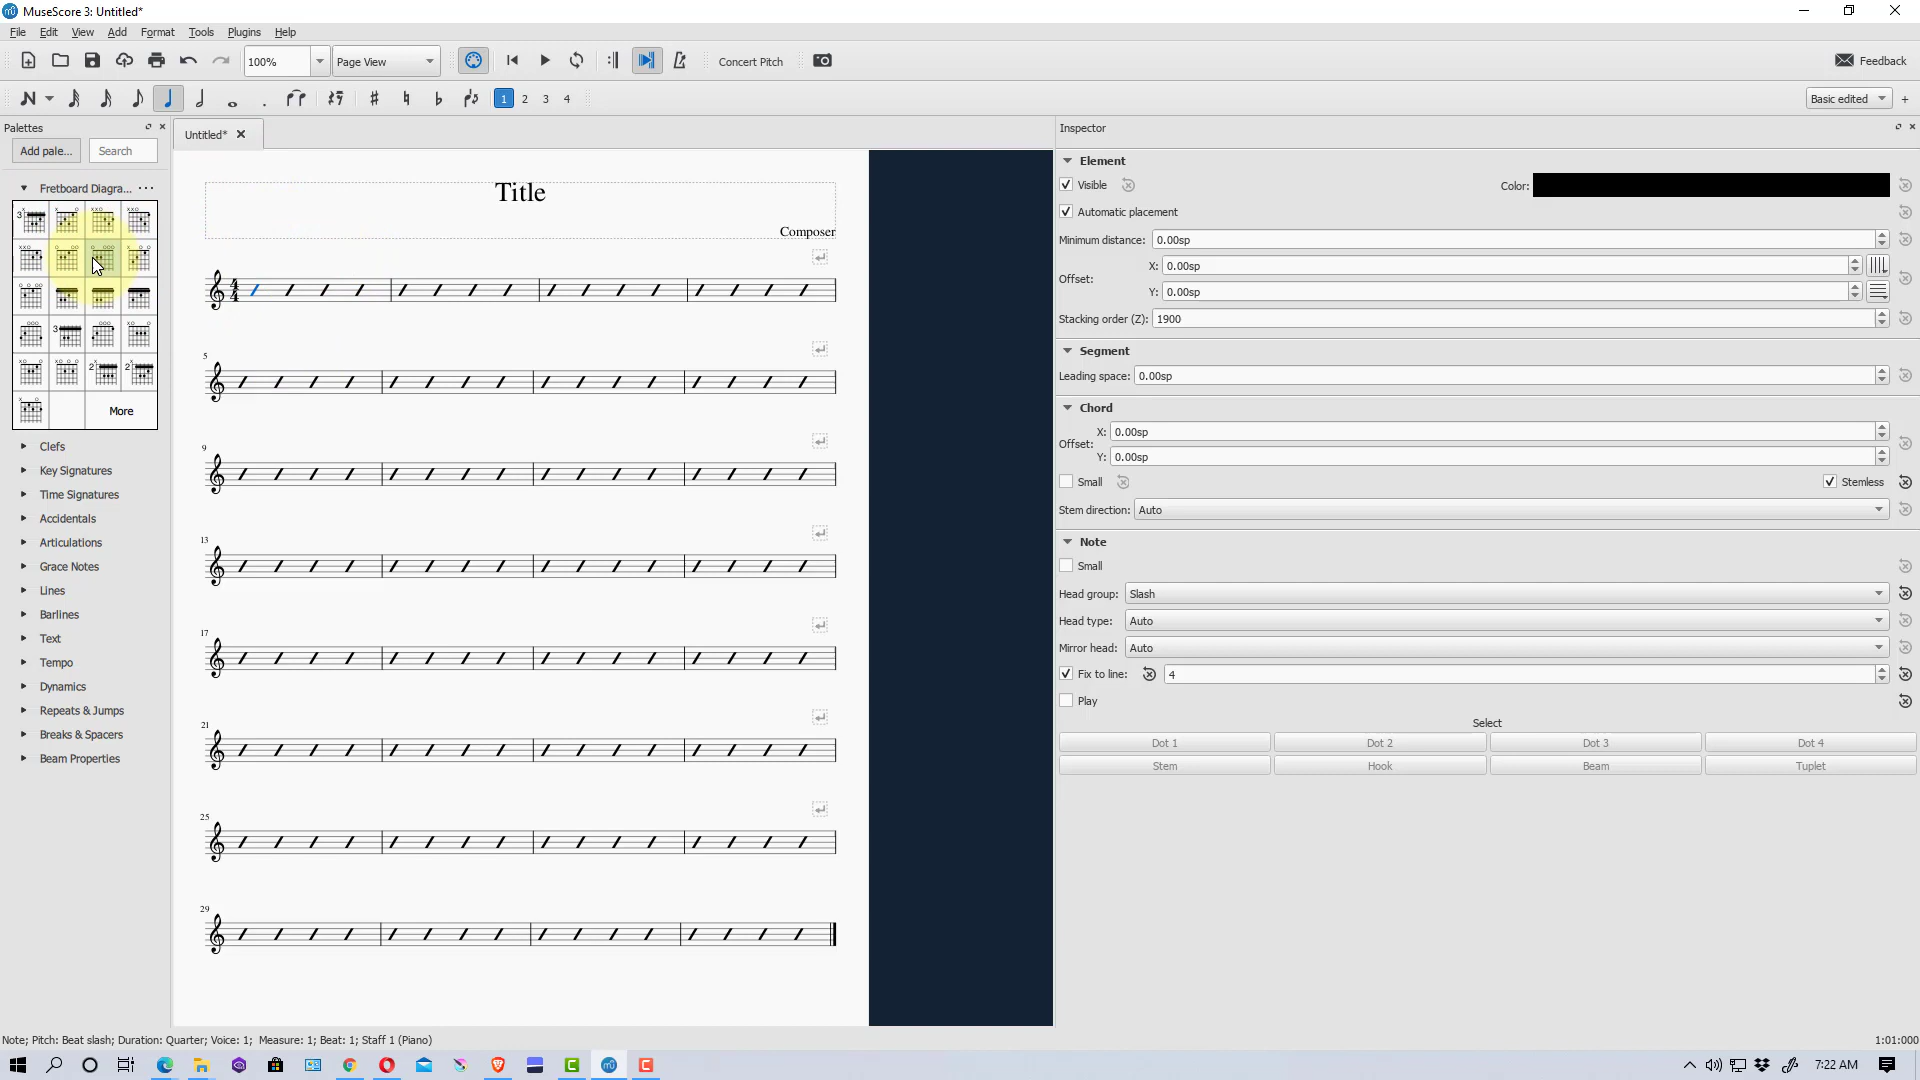 MuseScore 3: Untitled*
File Edit View Add Format Tools Plugins Help
100% Page View Concert Pitch Feedback
1 2 3 4 Basic edited +
Palettes
Add pale... Search
Fretboard Diagra... ...
3
3
2 2
More
Clefs
Key Signatures
Time Signatures
Accidentals
Articulations
Grace Notes
Lines
Barlines
Text
Tempo
Dynamics
Repeats & Jumps
Breaks & Spacers
Beam Properties
Untitled*
Title
Composer
4
4
5
9
13
17
21
25
29
Inspector
Element
Visible Color:
Automatic placement
Minimum distance: 0.00sp
Offset: X: 0.00sp
Y: 0.00sp
Stacking order (Z): 1900
Segment
Leading space: 0.00sp
Chord
Offset: X: 0.00sp
Y: 0.00sp
Small Stemless
Stem direction: Auto
Note
Small
Head group: Slash
Head type: Auto
Mirror head: Auto
Fix to line: 4
Play
Select
Dot 1 Dot 2 Dot 3 Dot 4
Stem Hook Beam Tuplet
Note; Pitch: Beat slash; Duration: Quarter; Voice: 1; Measure: 1; Beat: 1; Staff 1 (Piano) 1:01:000
7:22 AM